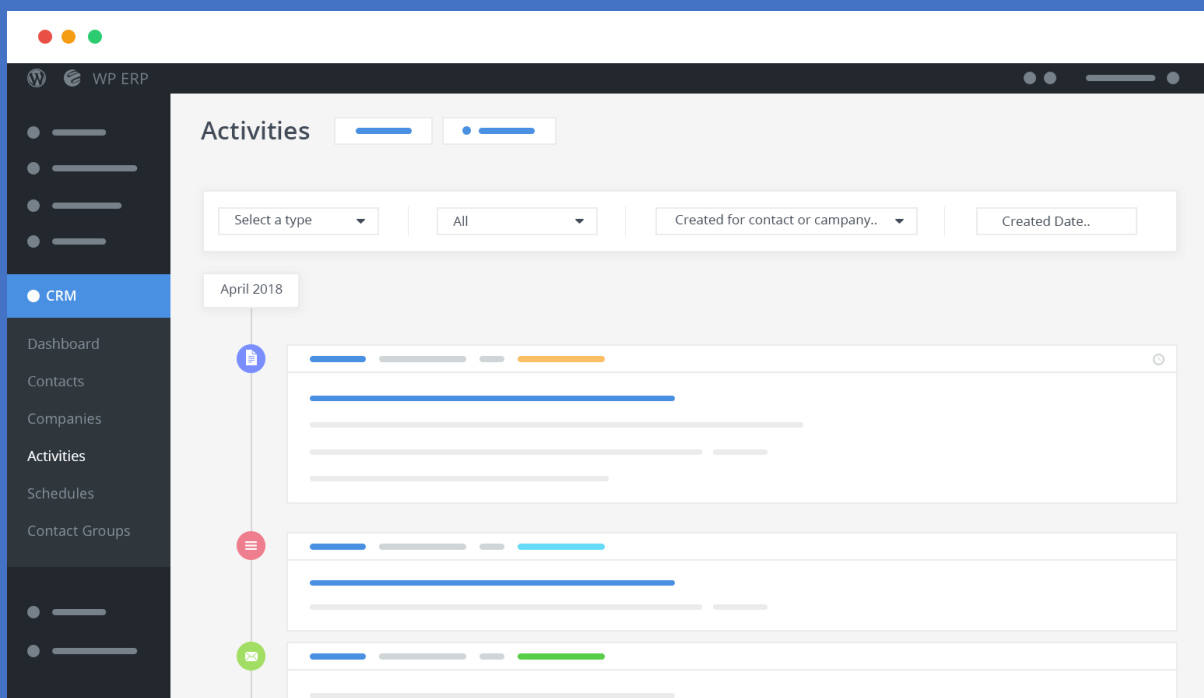 WP ERP
Activities
Select a type
All
Created for contact or campany..
Created Date..
April 2018
CRM
Dashboard
Contacts
Companies
Activities
Schedules
Contact Groups